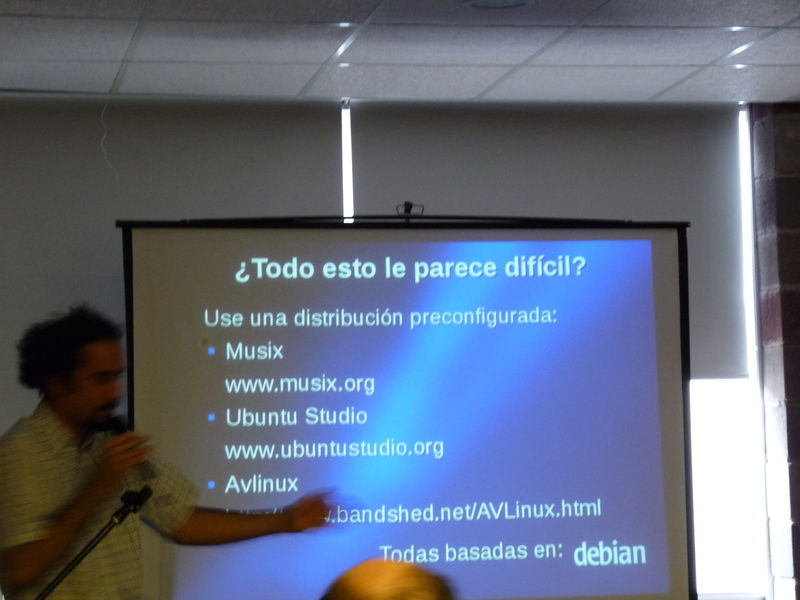 ¿Todo esto le parece difícil?
Use una distribución preconfigurada:
Musix
www.musix.org
Ubuntu Studio
www.ubuntustudio.org
Avlinux
.bandshed.net/AVLinux.html
Todas basadas en: debian